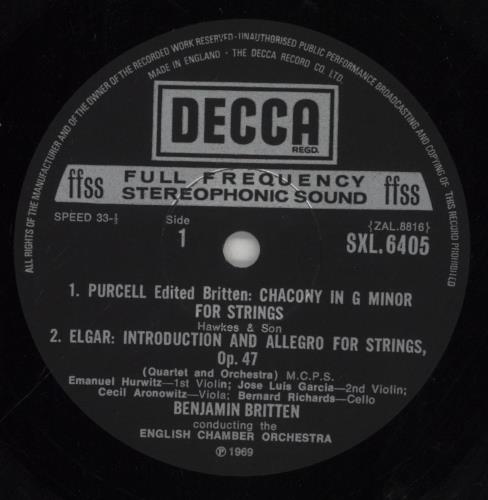 ALL RIGHTS OF THE MANUFACTURER AND OF THE OWNER OF THE RECORDED WORK RESERVED·UNAUTHORISED PUBLIC PERFORMANCE BROADCASTING AND COPYING OF THIS RECORD PROHIBITED
MADE IN ENGLAND · THE DECCA RECORD CO. LTD.
DECCA
REGD.
ffss FULL FREQUENCY ffss
STEREOPHONIC SOUND
SPEED 33-⅓
Side
1
{ZAL.8816}
SXL.6405
1. PURCELL Edited Britten: CHACONY IN G MINOR
FOR STRINGS
Hawkes & Son
2. ELGAR: INTRODUCTION AND ALLEGRO FOR STRINGS,
Op. 47
(Quartet and Orchestra) M.C.P.S.
Emanuel Hurwitz—1st Violin; Jose Luis Garcia—2nd Violin;
Cecil Aronowitz—Viola; Bernard Richards—Cello
BENJAMIN BRITTEN
conducting the
ENGLISH CHAMBER ORCHESTRA
℗ 1969